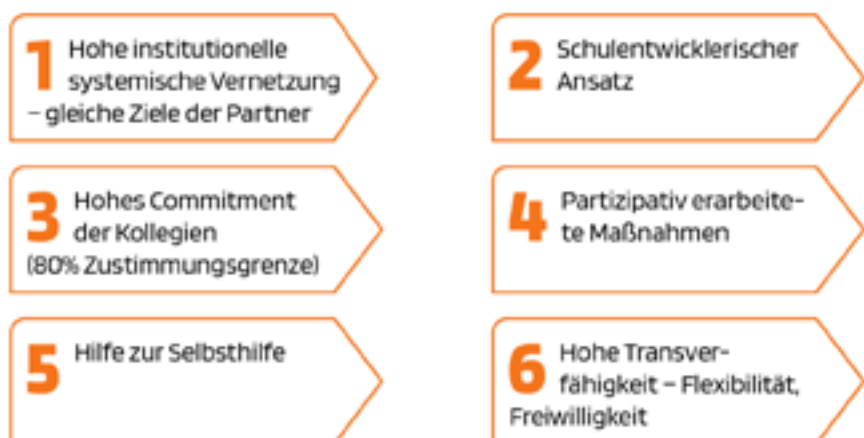 1 Hohe institutionelle
systemische Vernetzung
– gleiche Ziele der Partner
2 Schulentwicklerischer
Ansatz
3 Hohes Commitment
der Kollegien
(80% Zustimmungsgrenze)
4 Partizipativ erarbeite-
te Maßnahmen
5 Hilfe zur Selbsthilfe
6 Hohe Transver-
fähigkeit – Flexibilität,
Freiwilligkeit